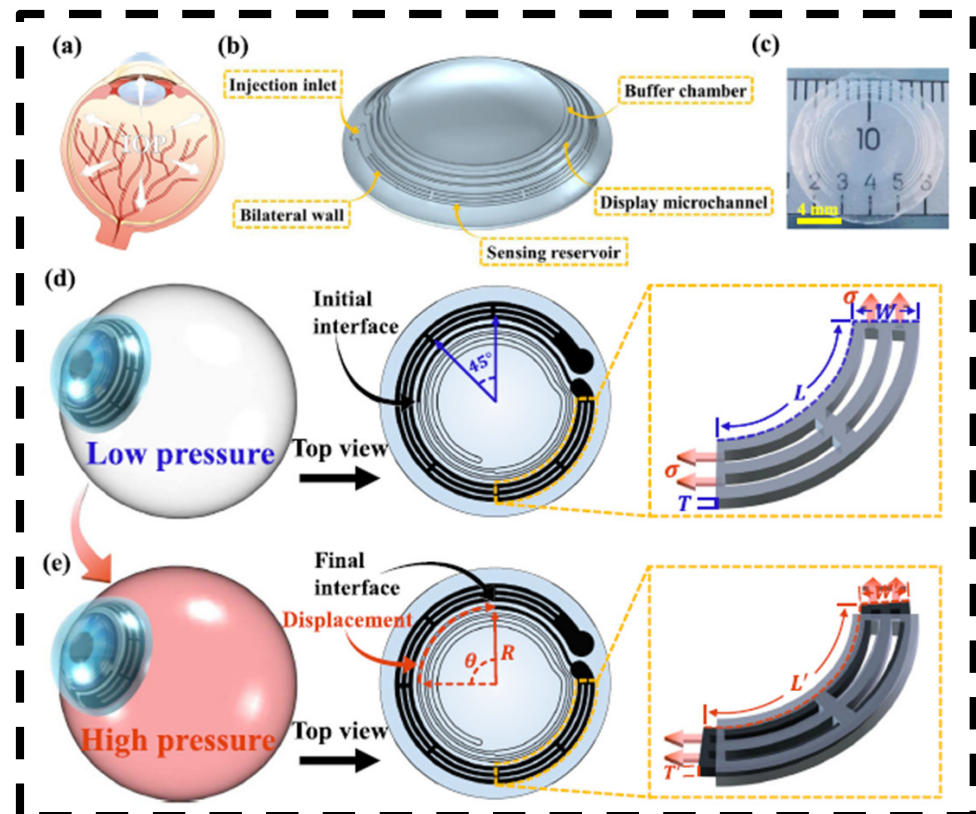 (a)
IOP
(b)
Injection inlet
Buffer chamber
Bilateral wall
Display microchannel
Sensing reservoir
(c)
10
1 2 3 4 5 6
4 mm
(d)
Low pressure
Initial
interface
Top view
45°
σ
W
L
σ
T
(e)
High pressure
Final
interface
Displacement
Top view
θ
R
L'
T'